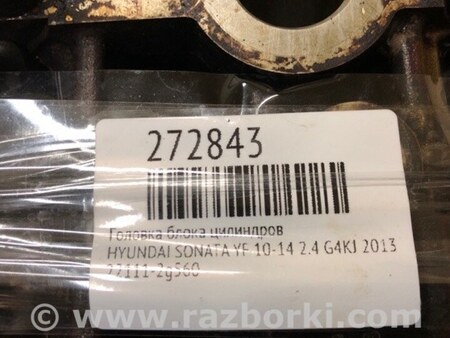 272843
Головка блока цилиндров
HYUNDAI SONATA YF 10-14 2.4 G4KJ 2013
22111-2g560
© www.razborki.com